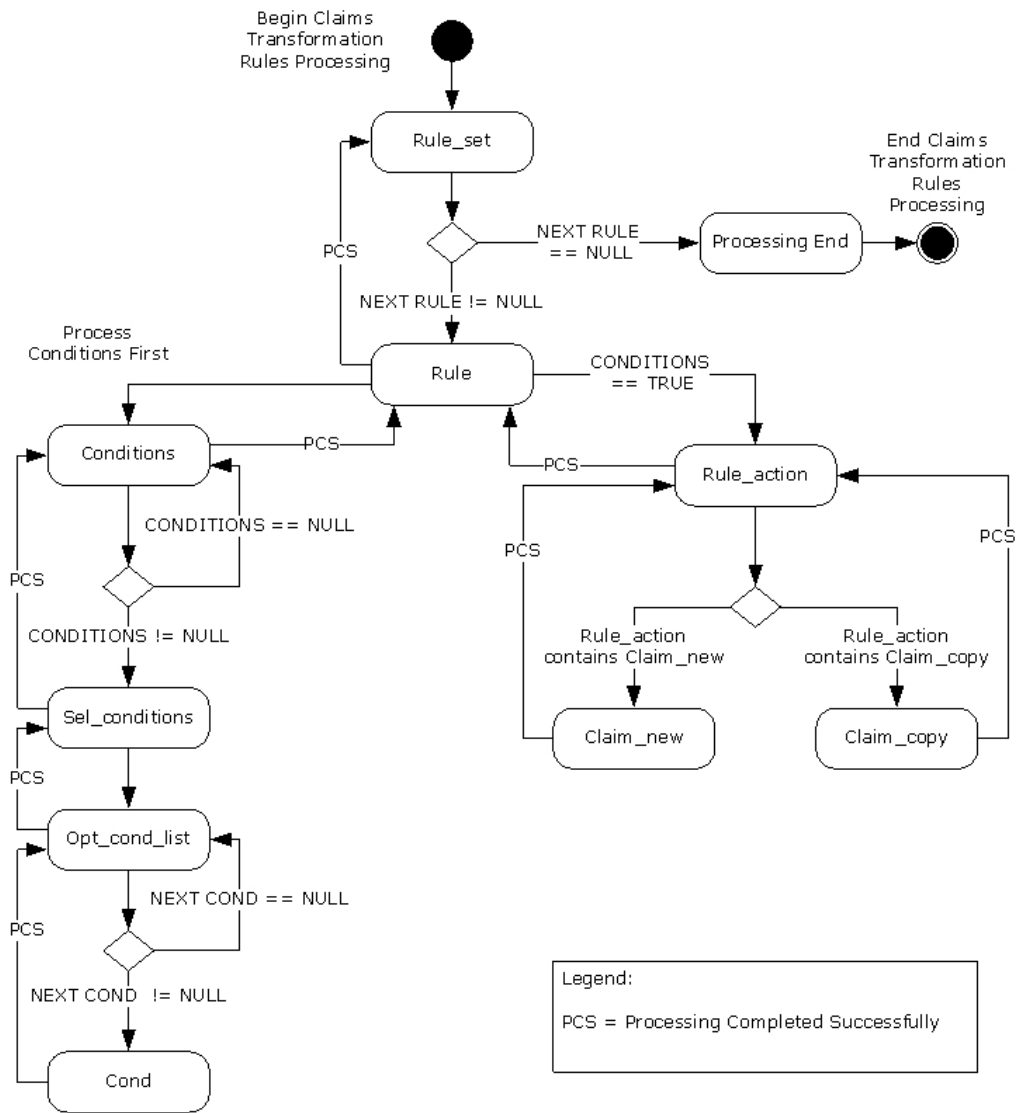 Begin Claims
Transformation
Rules Processing
Rule_set
End Claims
Transformation
Rules
Processing
NEXT RULE
== NULL
Processing End
PCS
NEXT RULE != NULL
Process
Conditions First
Rule
CONDITIONS
== TRUE
Conditions
PCS
PCS
Rule_action
CONDITIONS == NULL
PCS
PCS
PCS
CONDITIONS != NULL
Rule_action
contains Claim_new
Rule_action
contains Claim_copy
Sel_conditions
Claim_new
Claim_copy
PCS
Opt_cond_list
NEXT COND == NULL
PCS
NEXT COND != NULL
Cond
Legend:
PCS = Processing Completed Successfully